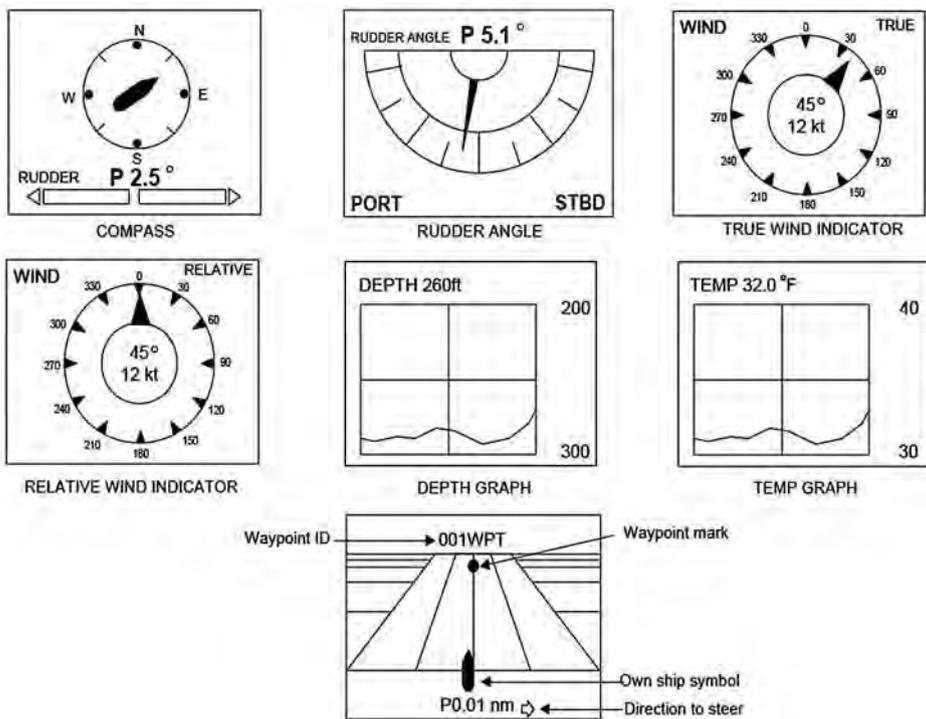 N
W
E
S
RUDDER
P 2.5 °
COMPASS
RUDDER ANGLE P 5.1 °
PORT
STBD
RUDDER ANGLE
WIND
TRUE
0
30
60
90
120
150
180
210
240
270
300
330
45°
12 kt
TRUE WIND INDICATOR
WIND
RELATIVE
0
30
60
90
120
150
180
210
240
270
300
330
45°
12 kt
RELATIVE WIND INDICATOR
DEPTH 260ft
200
300
DEPTH GRAPH
TEMP 32.0 °F
40
30
TEMP GRAPH
Waypoint ID
001WPT
Waypoint mark
Own ship symbol
P0.01 nm
Direction to steer